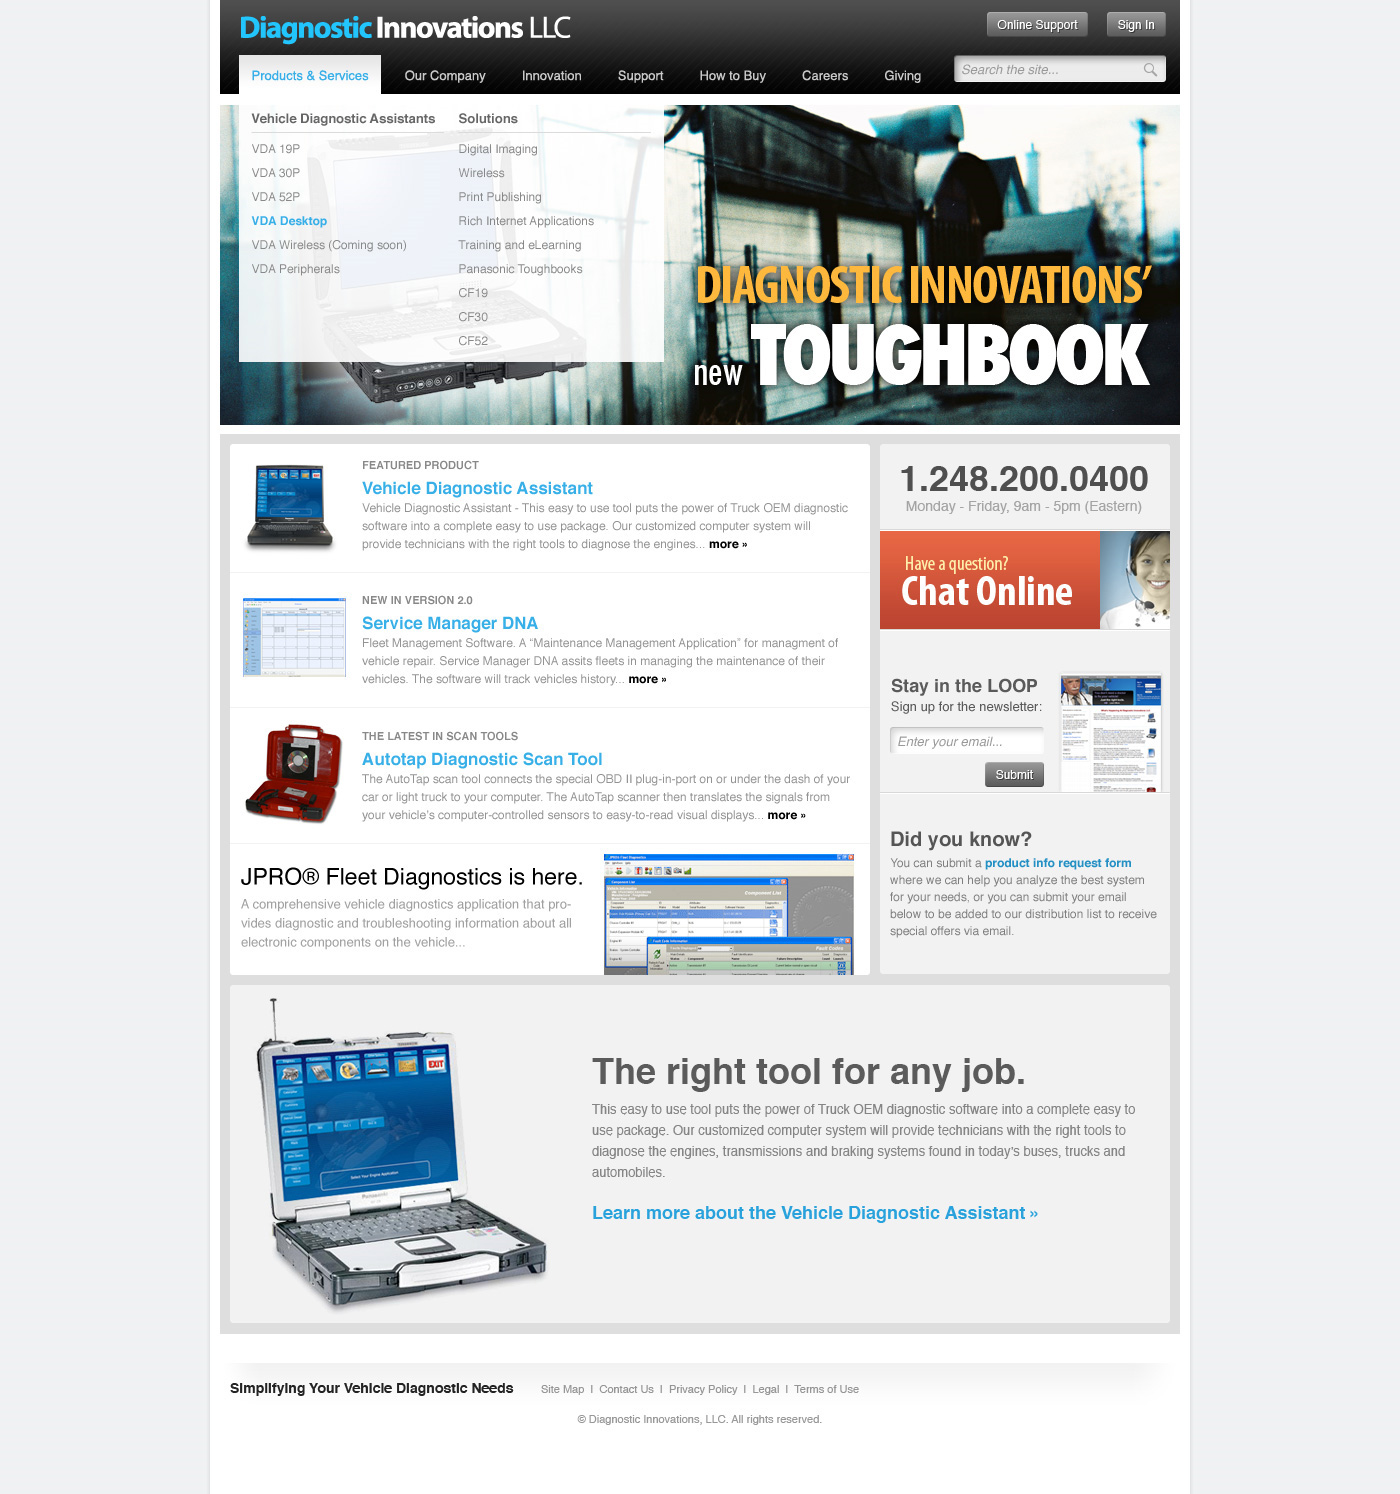 Diagnostic Innovations LLC
Online Support
Sign In
Products & Services
Our Company
Innovation
Support
How to Buy
Careers
Giving
Search the site...
Vehicle Diagnostic Assistants
VDA 19P
VDA 30P
VDA 52P
VDA Desktop
VDA Wireless (Coming soon)
VDA Peripherals
Solutions
Digital Imaging
Wireless
Print Publishing
Rich Internet Applications
Training and eLearning
Panasonic Toughbooks
CF19
CF30
CF52
DIAGNOSTIC INNOVATIONS’
new TOUGHBOOK
FEATURED PRODUCT
Vehicle Diagnostic Assistant
Vehicle Diagnostic Assistant - This easy to use tool puts the power of Truck OEM diagnostic
software into a complete easy to use package. Our customized computer system will
provide technicians with the right tools to diagnose the engines... more »
NEW IN VERSION 2.0
Service Manager DNA
Fleet Management Software. A “Maintenance Management Application” for managment of
vehicle repair. Service Manager DNA assits fleets in managing the maintenance of their
vehicles. The software will track vehicles history... more »
THE LATEST IN SCAN TOOLS
Autotap Diagnostic Scan Tool
The AutoTap scan tool connects the special OBD II plug-in-port on or under the dash of your
car or light truck to your computer. The AutoTap scanner then translates the signals from
your vehicle's computer-controlled sensors to easy-to-read visual displays... more »
JPRO® Fleet Diagnostics is here.
A comprehensive vehicle diagnostics application that pro-
vides diagnostic and troubleshooting information about all
electronic components on the vehicle...
1.248.200.0400
Monday - Friday, 9am - 5pm (Eastern)
Have a question?
Chat Online
Stay in the LOOP
Sign up for the newsletter:
Enter your email...
Submit
Did you know?
You can submit a product info request form
where we can help you analyze the best system
for your needs, or you can submit your email
below to be added to our distribution list to receive
special offers via email.
EXIT
The right tool for any job.
This easy to use tool puts the power of Truck OEM diagnostic software into a complete easy to
use package. Our customized computer system will provide technicians with the right tools to
diagnose the engines, transmissions and braking systems found in today's buses, trucks and
automobiles.
Learn more about the Vehicle Diagnostic Assistant »
Simplifying Your Vehicle Diagnostic Needs
Site Map | Contact Us | Privacy Policy | Legal | Terms of Use
© Diagnostic Innovations, LLC. All rights reserved.